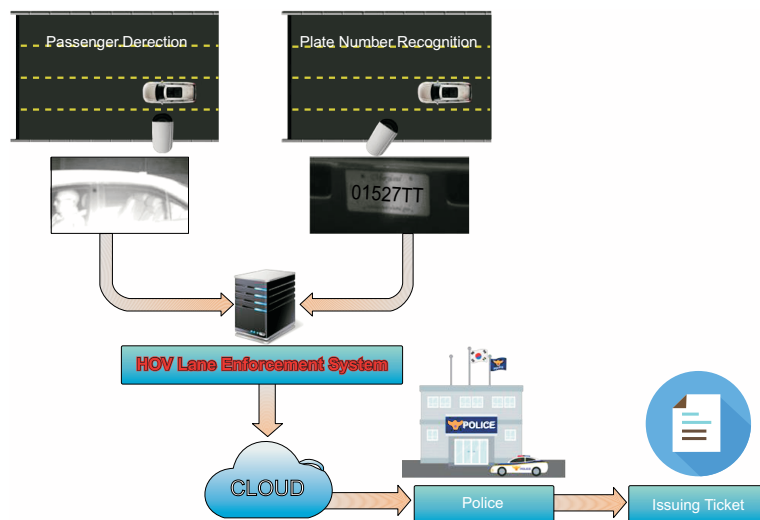 Passenger Derection
Plate Number Recognition
01527TT
HOV Lane Enforcement System
POLICE
CLOUD
Police
Issuing Ticket